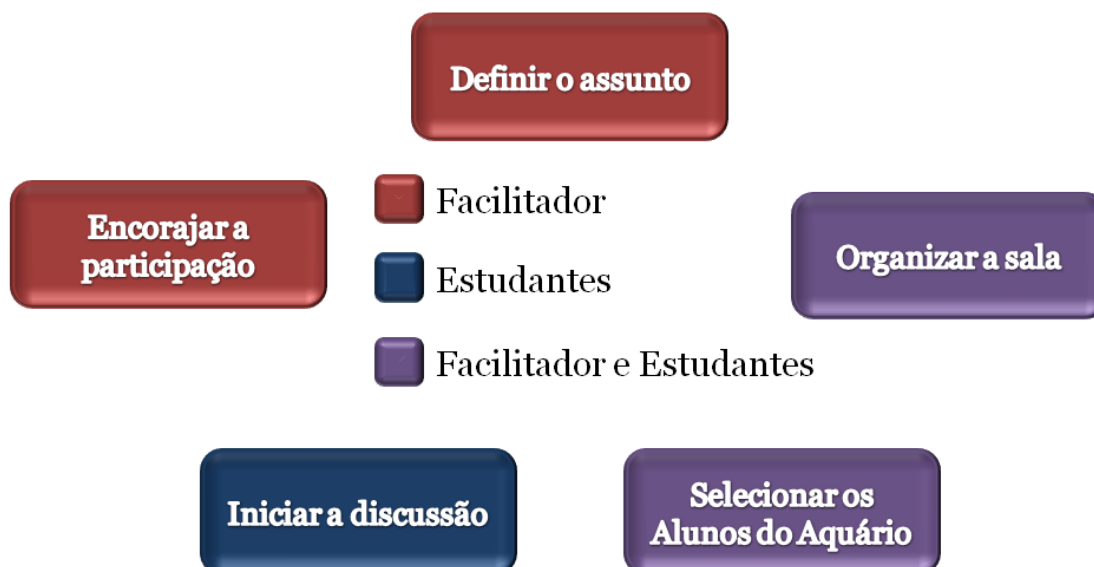 Definir o assunto
Encorajar a
participação
Facilitador
Estudantes
Facilitador e Estudantes
Organizar a sala
Iniciar a discussão
Selecionar os
Alunos do Aquário